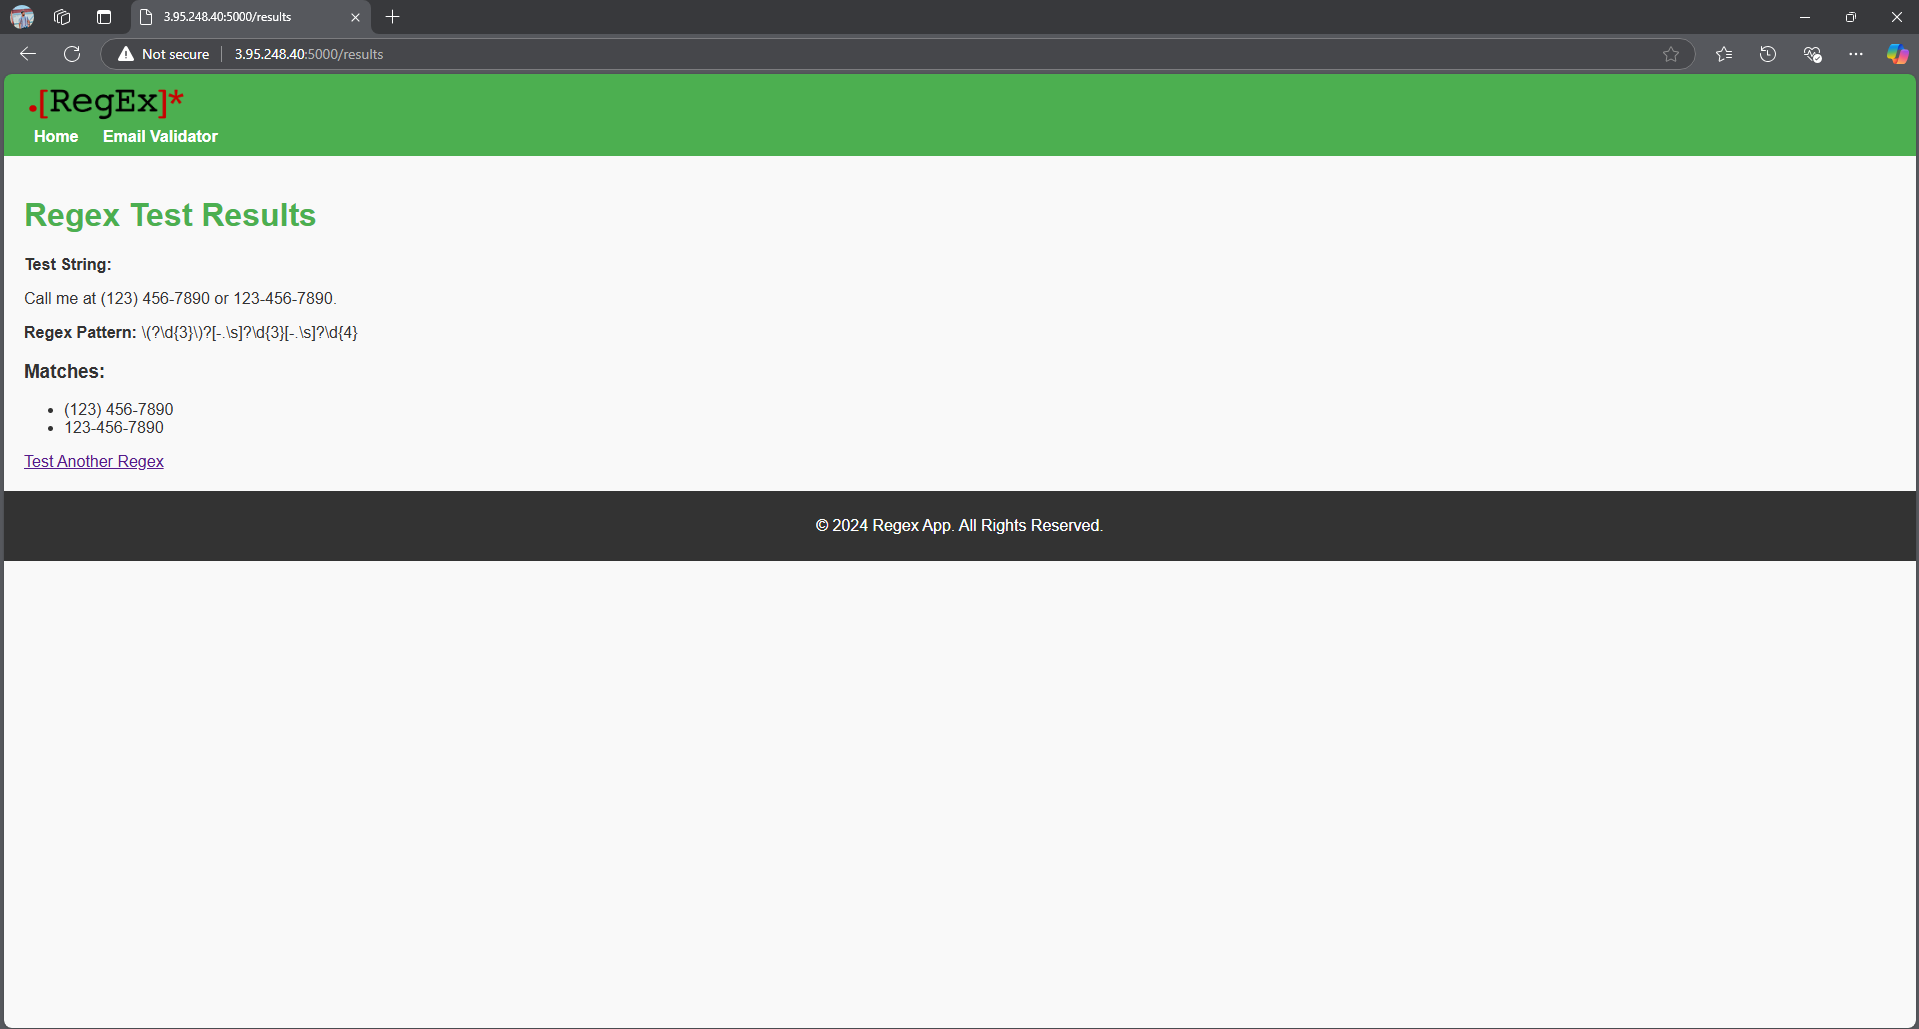 3.95.248.40:5000/results
Not secure 3.95.248.40:5000/results
.[RegEx]*
Home Email Validator
Regex Test Results
Test String:
Call me at (123) 456-7890 or 123-456-7890.
Regex Pattern: \(?\d{3}\)?[-.\s]?\d{3}[-.\s]?\d{4}
Matches:
• (123) 456-7890
• 123-456-7890
Test Another Regex
© 2024 Regex App. All Rights Reserved.